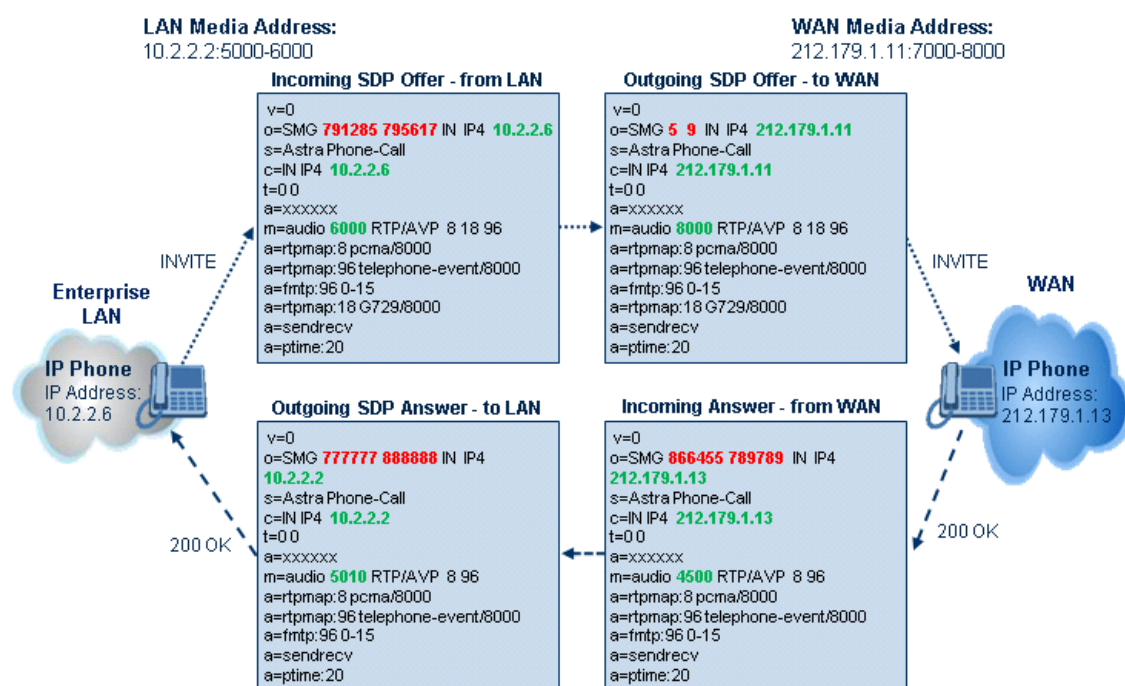 LAN Media Address:
10.2.2.2:5000-6000
WAN Media Address:
212.179.1.11:7000-8000
Incoming SDP Offer - from LAN
v=0
o=SMG 791285 795617 IN IP4 10.2.2.6
s=Astra Phone-Call
c=IN IP4 10.2.2.6
t=0 0
a=xxxxxx
m=audio 6000 RTP/AVP 8 18 96
a=rtpmap:8 pcma/8000
a=rtpmap:96 telephone-event/8000
a=fmtp:96 0-15
a=rtpmap:18 G729/8000
a=sendrecv
a=ptime:20
Outgoing SDP Offer - to WAN
v=0
o=SMG 5 9 IN IP4 212.179.1.11
s=Astra Phone-Call
c=IN IP4 212.179.1.11
t=0 0
a=xxxxxx
m=audio 8000 RTP/AVP 8 18 96
a=rtpmap:8 pcma/8000
a=rtpmap:96 telephone-event/8000
a=fmtp:96 0-15
a=rtpmap:18 G729/8000
a=sendrecv
a=ptime:20
INVITE
INVITE
Enterprise
LAN
IP Phone
IP Address:
10.2.2.6
WAN
IP Phone
IP Address:
212.179.1.13
Outgoing SDP Answer - to LAN
v=0
o=SMG 777777 888888 IN IP4
10.2.2.2
s=Astra Phone-Call
c=IN IP4 10.2.2.2
t=0 0
a=xxxxxx
m=audio 5010 RTP/AVP 8 96
a=rtpmap:8 pcma/8000
a=rtpmap:96 telephone-event/8000
a=fmtp:96 0-15
a=sendrecv
a=ptime:20
Incoming Answer - from WAN
v=0
o=SMG 866455 789789 IN IP4
212.179.1.13
s=Astra Phone-Call
c=IN IP4 212.179.1.13
t=0 0
a=xxxxxx
m=audio 4500 RTP/AVP 8 96
a=rtpmap:8 pcma/8000
a=rtpmap:96 telephone-event/8000
a=fmtp:96 0-15
a=sendrecv
a=ptime:20
200 OK
200 OK